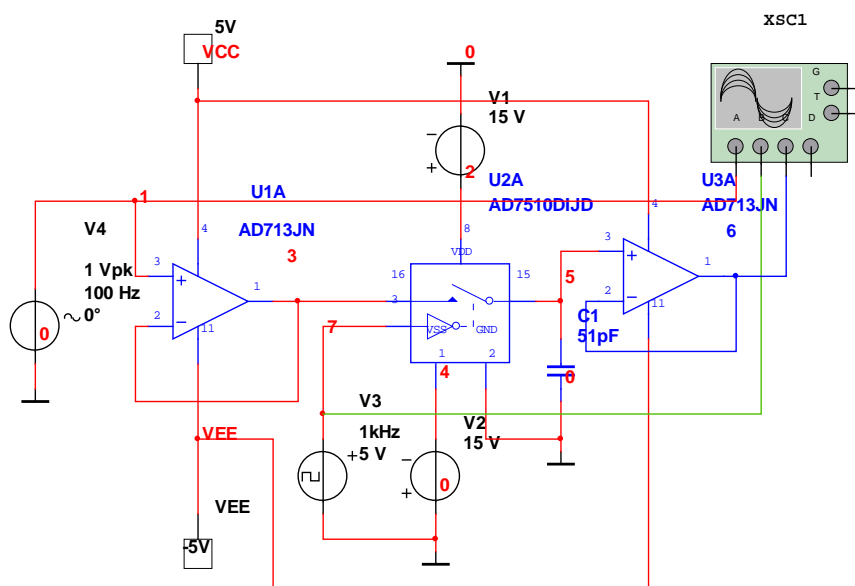 XSC1
5V
VCC
0
G
T
A B C D
V1
15 V
2
U2A
AD7510DIJD
U3A
AD713JN
6
1
U1A
AD713JN
3
V4
1 Vpk
100 Hz
0°
0
4
3
1
2
11
8
VDD
16
15
3
VSS
GND
1
2
7
4
5
C1
51pF
0
4
3
1
2
11
V3
1kHz
5 V
V2
15 V
0
VEE
VEE
-5V